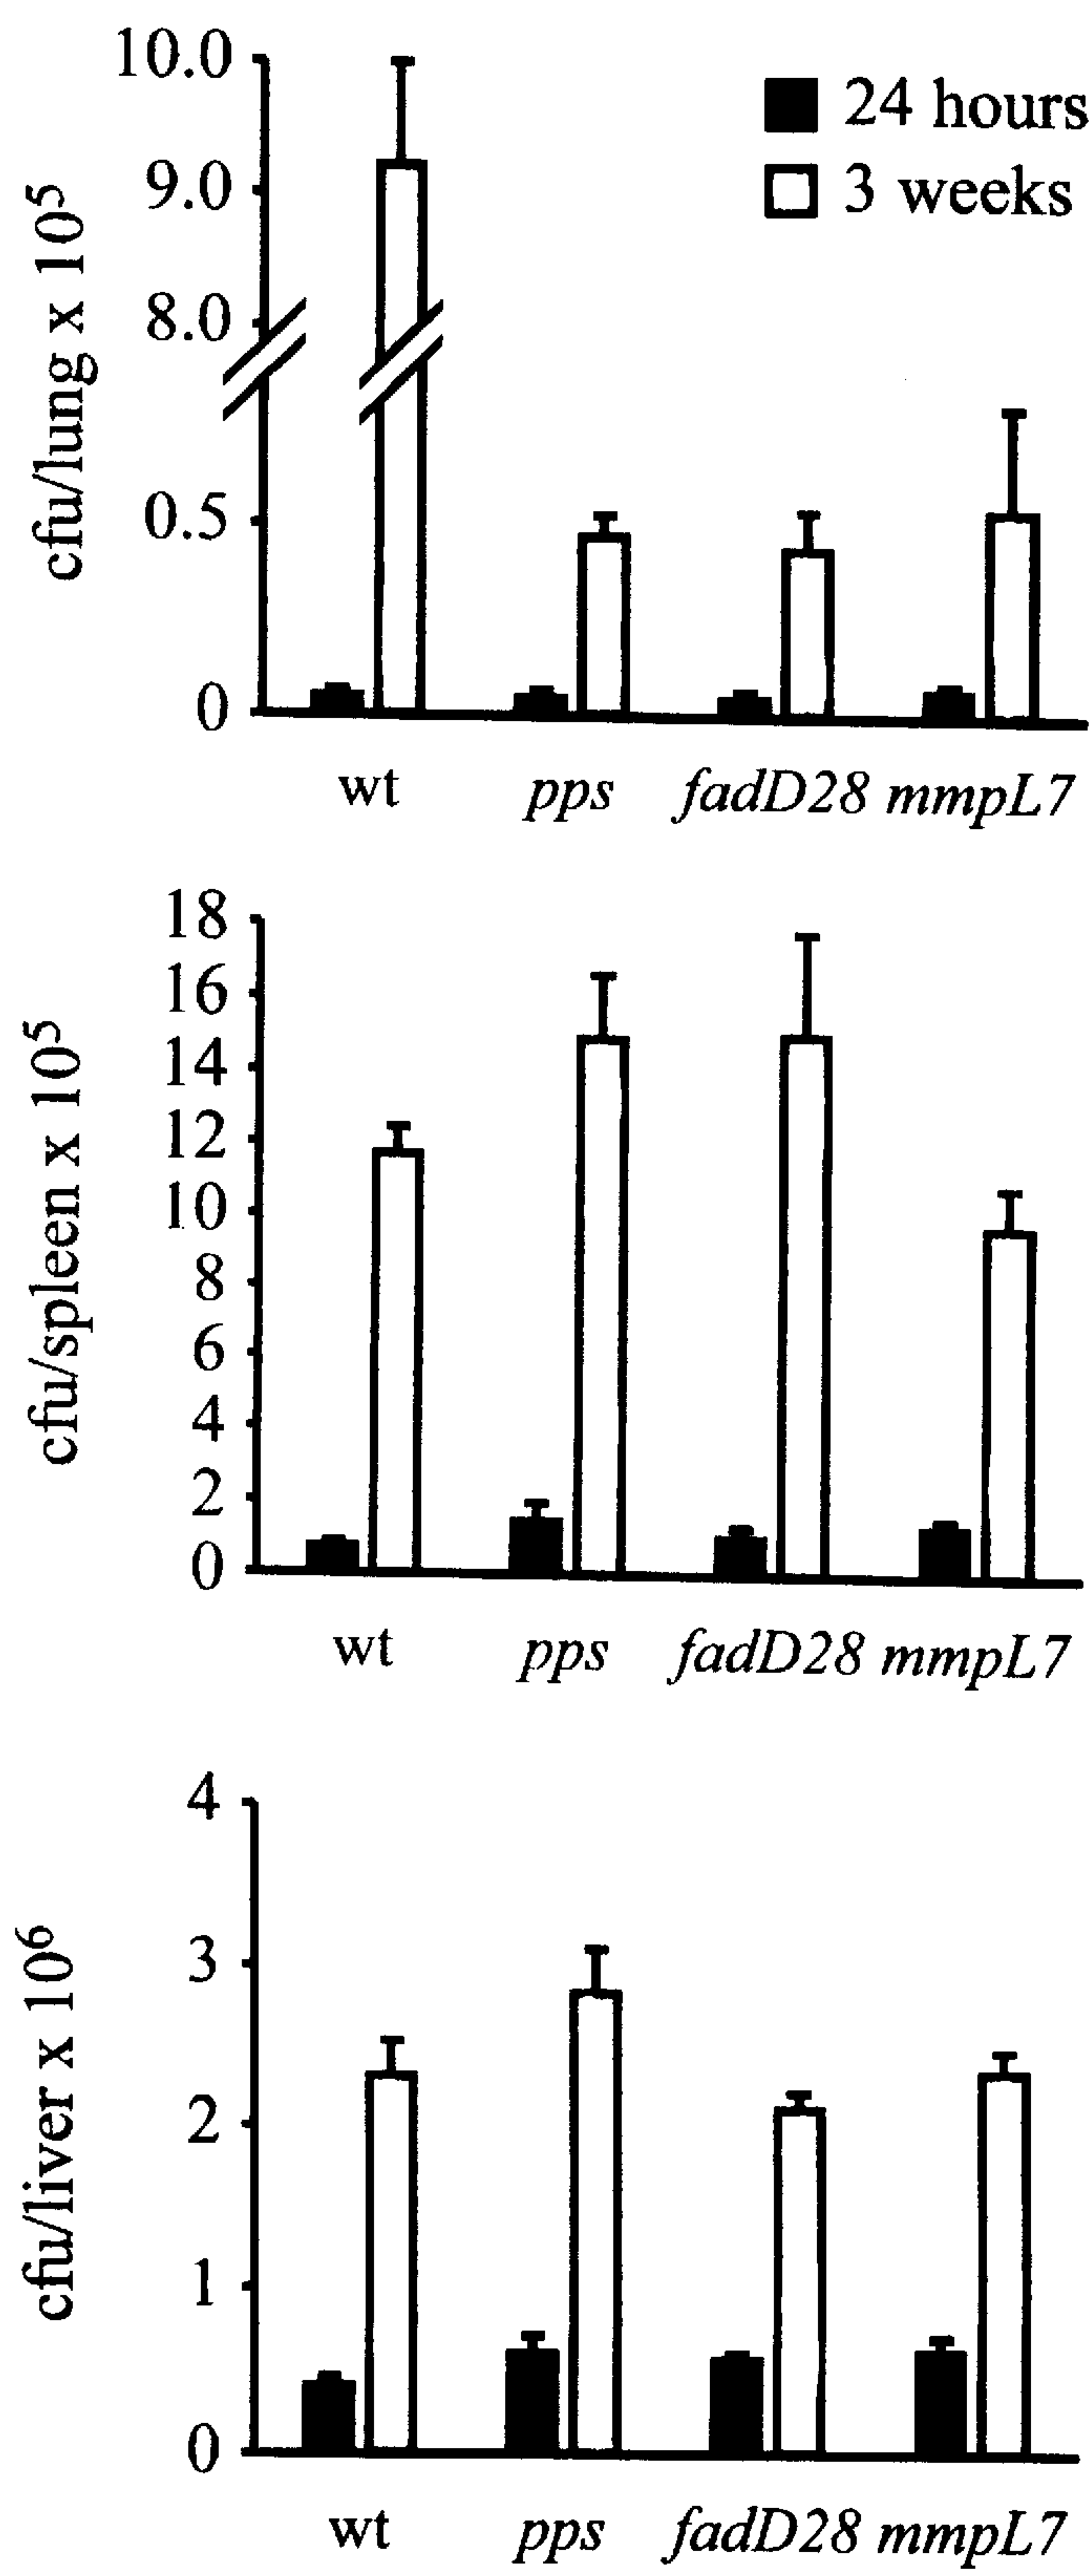 cfu/lung x 10⁵
10.0
9.0
8.0
0.5
0
24 hours
3 weeks
wt pps fadD28 mmpL7
cfu/spleen x 10⁵
18
16
14
12
10
8
6
4
2
0
wt pps fadD28 mmpL7
cfu/liver x 10⁶
4
3
2
1
0
wt pps fadD28 mmpL7